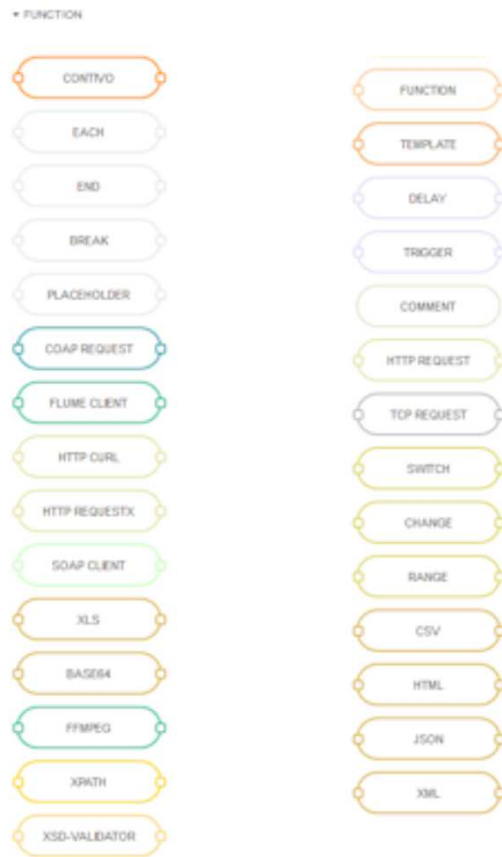 FUNCTION
CONTIVO
EACH
END
BREAK
PLACEHOLDER
COAP REQUEST
FLUME CLIENT
HTTP CURL
HTTP REQUESTX
SOAP CLIENT
XLS
BASE64
FFMPEG
XPATH
XSD-VALIDATOR
FUNCTION
TEMPLATE
DELAY
TRIGGER
COMMENT
HTTP REQUEST
TCP REQUEST
SWITCH
CHANGE
RANGE
CSV
HTML
JSON
XML